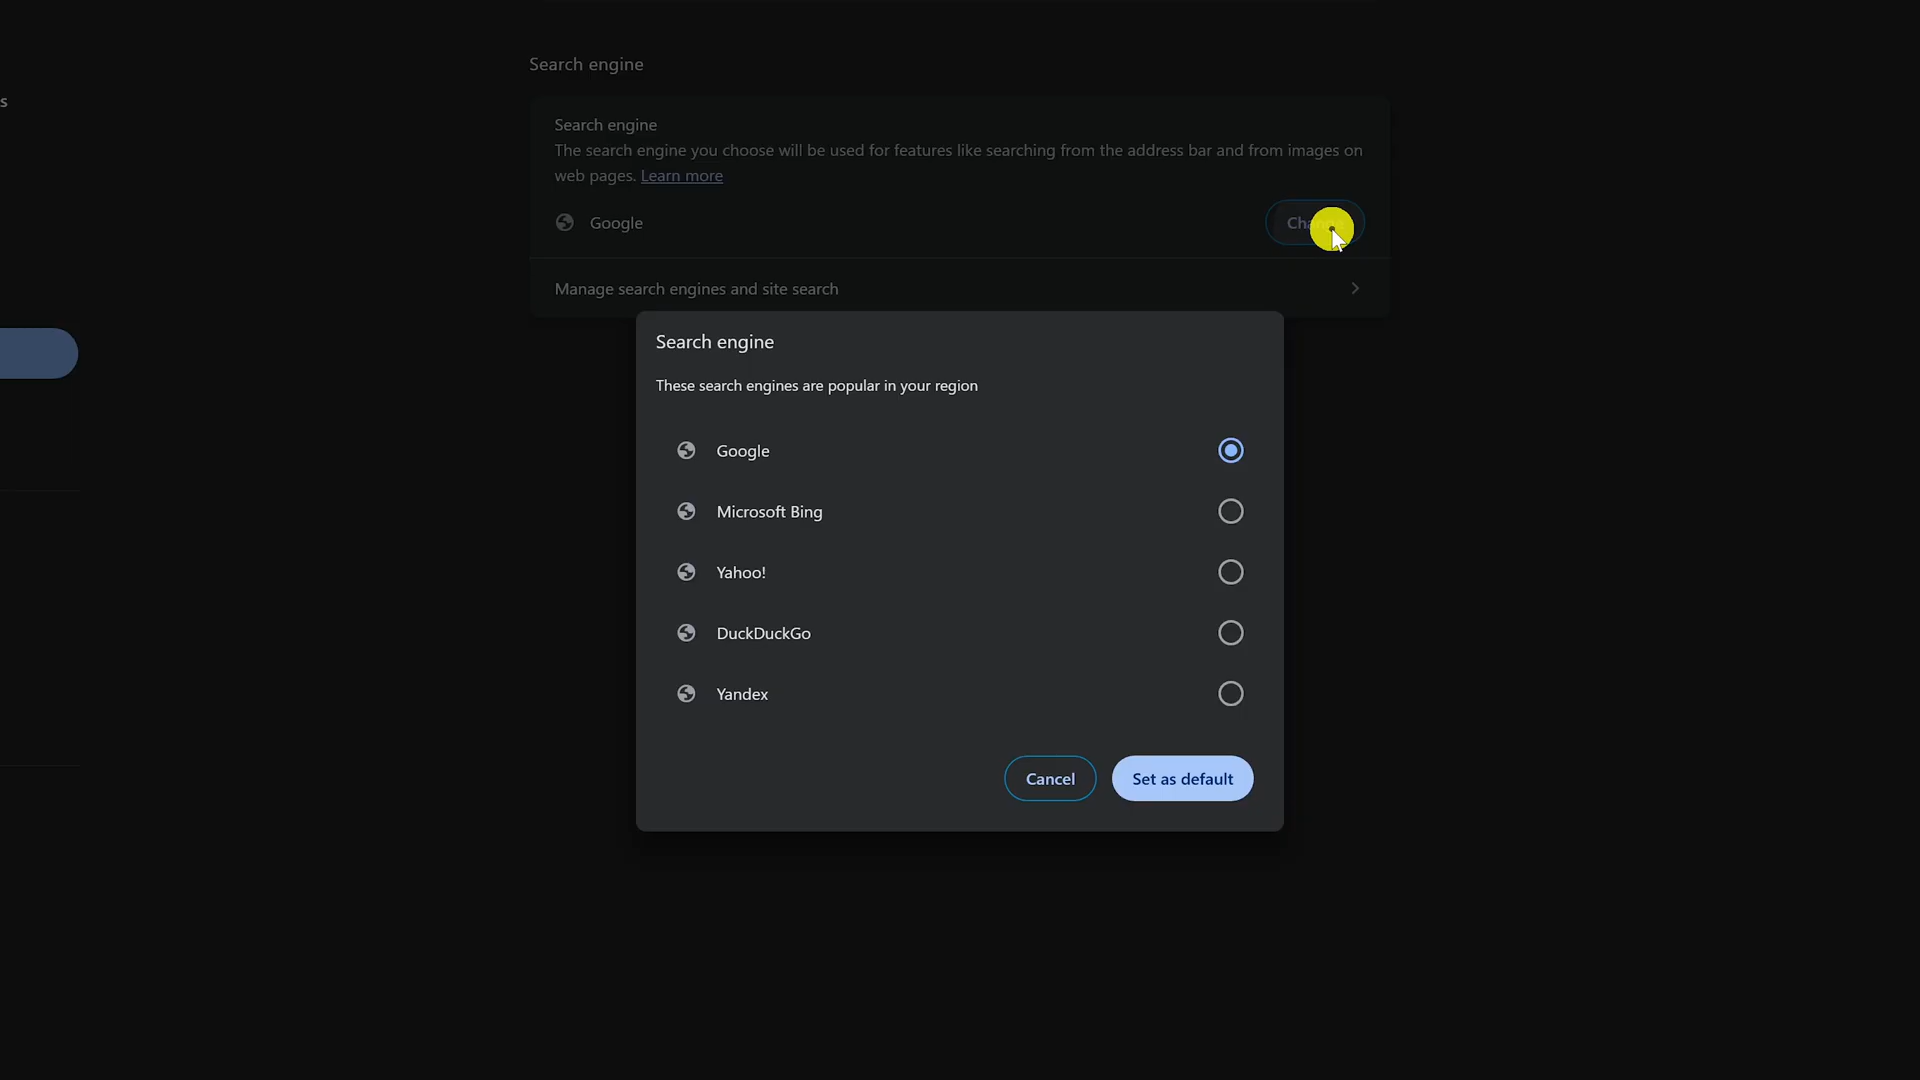 Search engine
s
Search engine
The search engine you choose will be used for features like searching from the address bar and from images on
web pages. Learn more
Google
Manage search engines and site search
Search engine
These search engines are popular in your region
Google
Microsoft Bing
Yahoo!
DuckDuckGo
Yandex
Cancel
Set as default